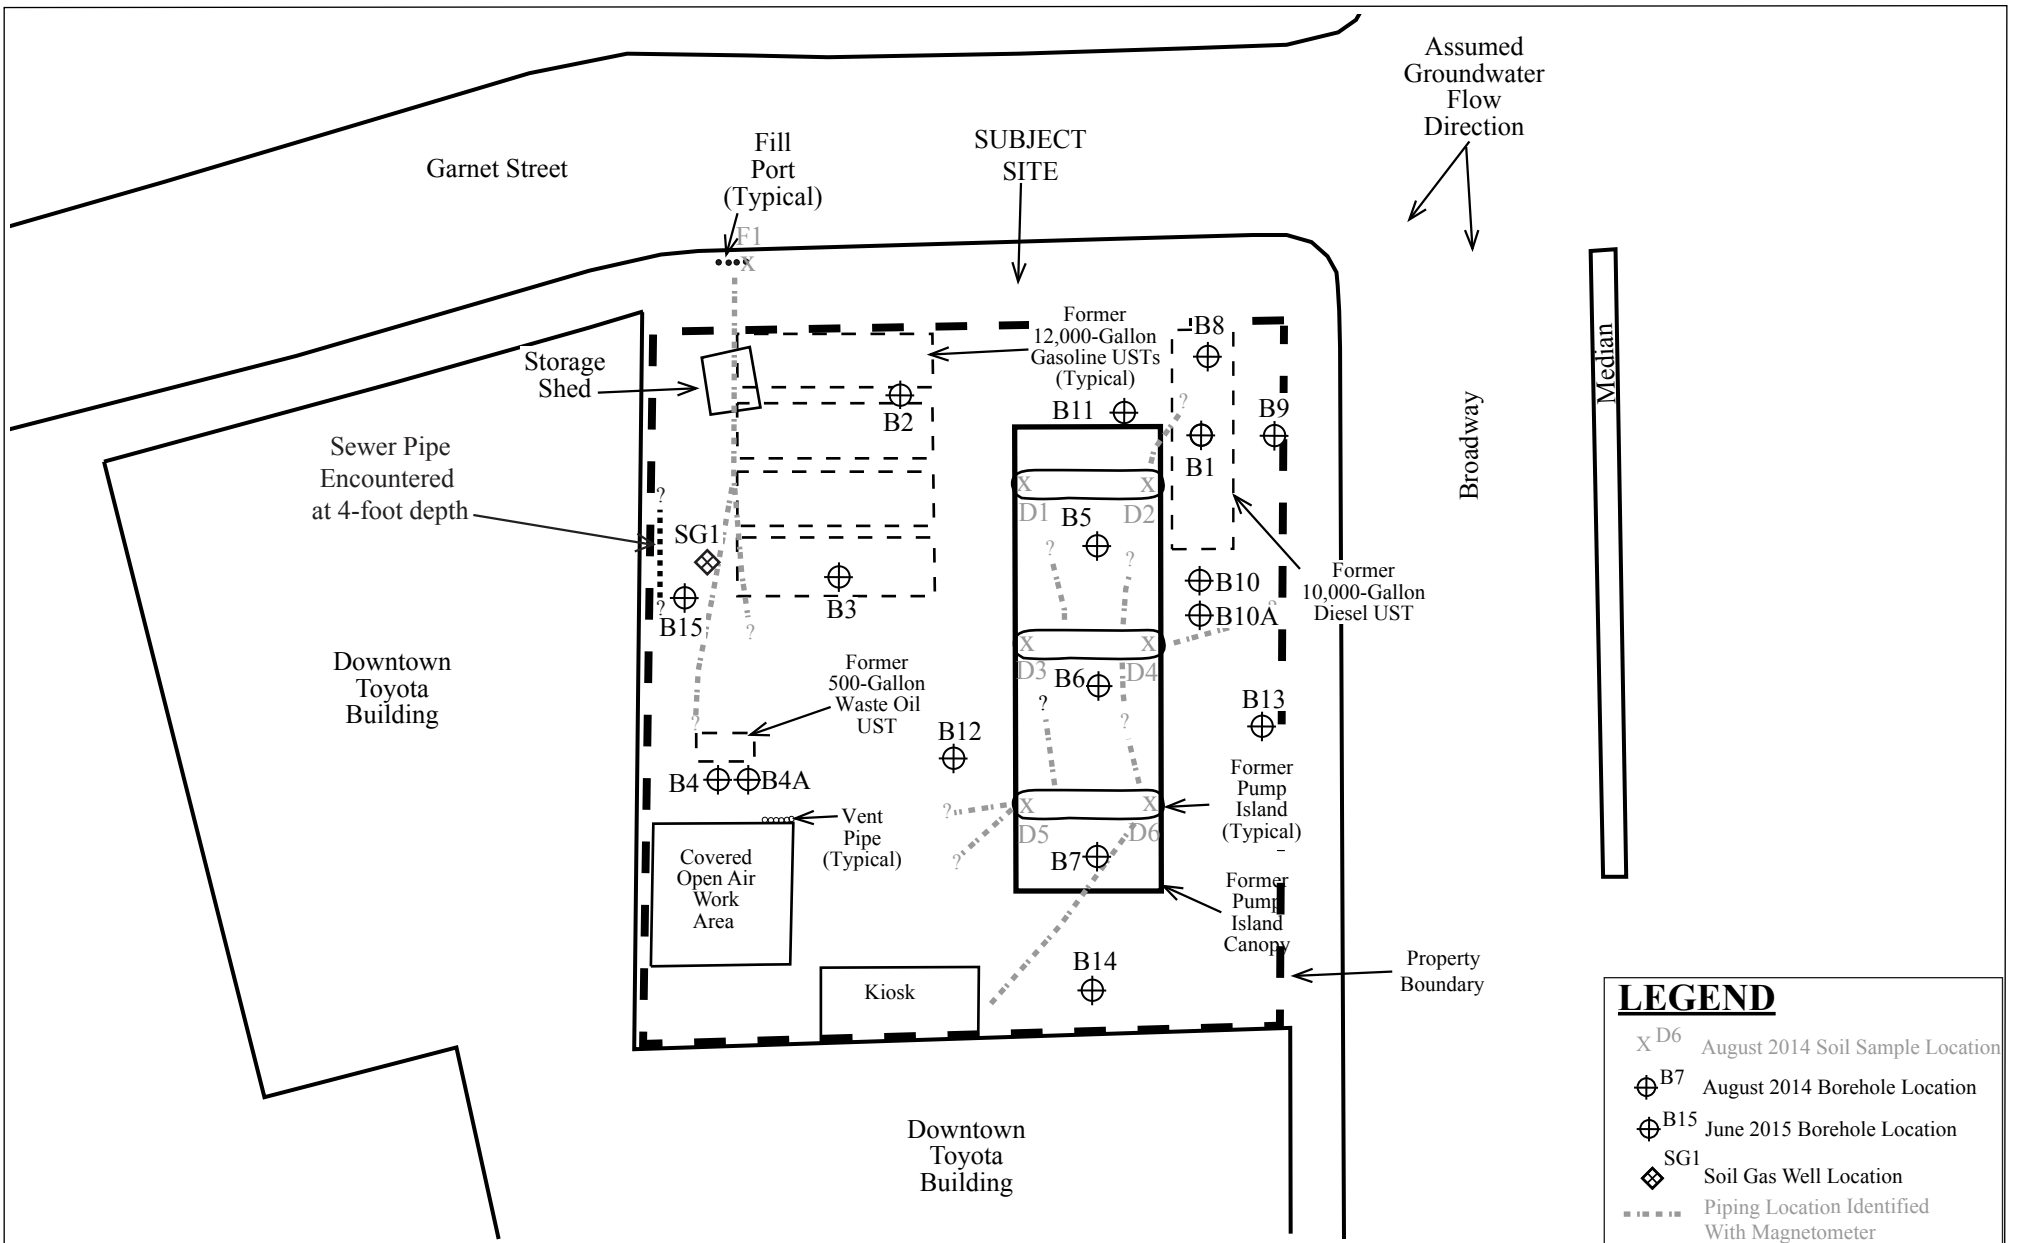 Assumed
Groundwater
Flow
Direction
Fill
Port
(Typical)
SUBJECT
SITE
Garnet Street
F1
X
Former
12,000-Gallon
Gasoline USTs
(Typical)
B8
Storage
Shed
Median
B11
?
B9
B2
Broadway
Sewer Pipe
Encountered
at 4-foot depth
B1
?
X
X
D1
D2
B5
SG1
?
?
Former
10,000-Gallon
Diesel UST
B10
B3
?
?
B10A
B15
?
X
X
Downtown
Toyota
Building
Former
500-Gallon
Waste Oil
UST
D3
D4
B6
?
B13
?
?
B12
Former
Pump
Island
(Typical)
B4
B4A
X
X
?
Vent
Pipe
(Typical)
D5
D6
B7
?
Covered
Open Air
Work
Area
Former
Pump
Island
Canopy
B14
Property
Boundary
Kiosk
Downtown
Toyota
Building
LEGEND
X D6 August 2014 Soil Sample Location
B7 August 2014 Borehole Location
B15 June 2015 Borehole Location
SG1 Soil Gas Well Location
Piping Location Identified
With Magnetometer